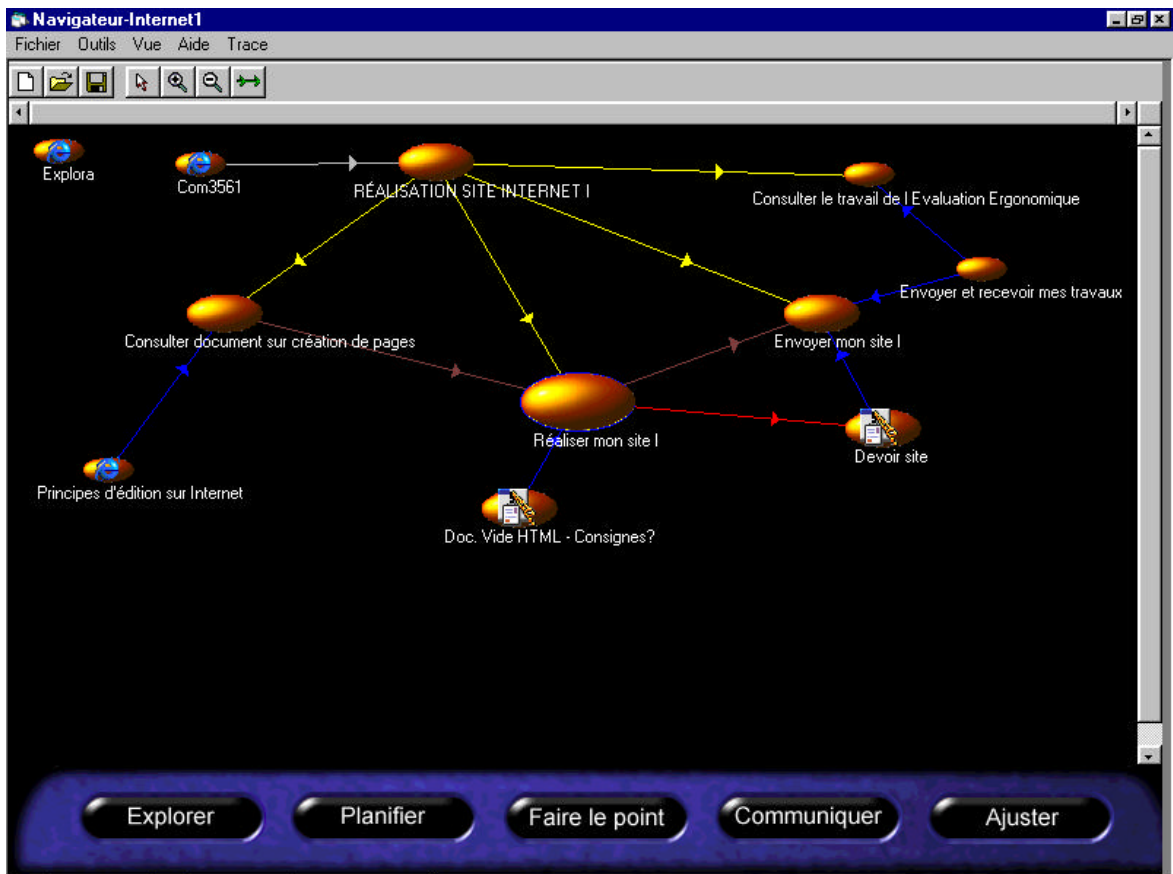 Navigateur-Internet1
Fichier Outils Vue Aide Trace
Explora
Com3561
RÉALISATION SITE INTERNET I
Consulter le travail de l Evaluation Ergonomique
Envoyer et recevoir mes travaux
Consulter document sur création de pages
Envoyer mon site I
Réaliser mon site I
Devoir site
Principes d'édition sur Internet
Doc. Vide HTML - Consignes?
Explorer
Planifier
Faire le point
Communiquer
Ajuster